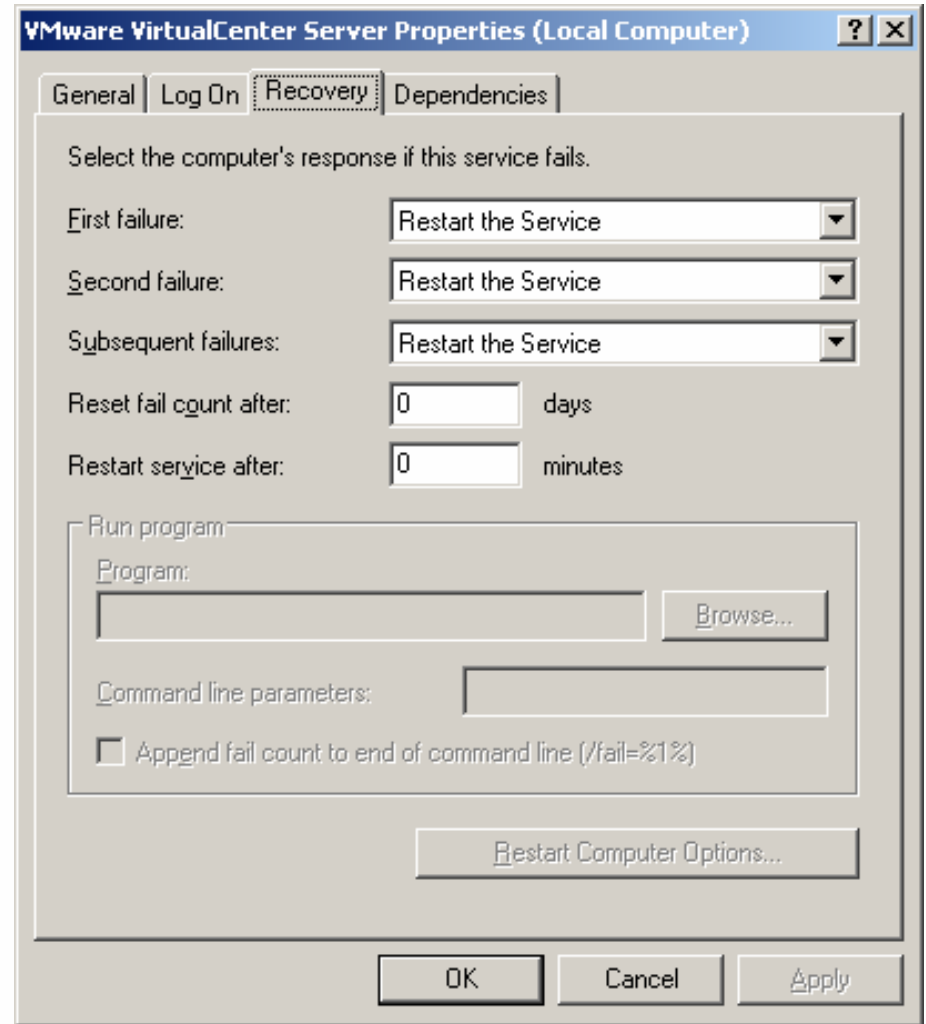 VMware VirtualCenter Server Properties (Local Computer)
General Log On Recovery Dependencies
Select the computer's response if this service fails.
First failure: Restart the Service
Second failure: Restart the Service
Subsequent failures: Restart the Service
Reset fail count after: 0 days
Restart service after: 0 minutes
Run program
Program:
Browse...
Command line parameters:
Append fail count to end of command line (/fail=%1%)
Restart Computer Options...
OK Cancel Apply